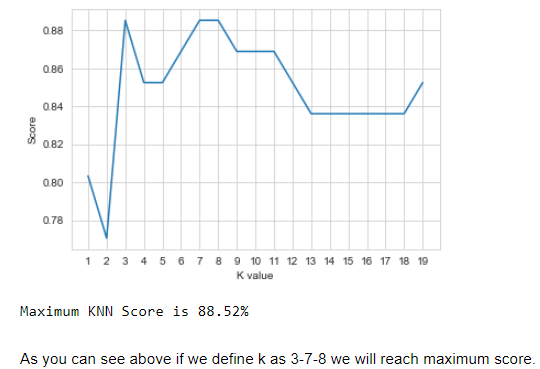 0.88
0.86
0.84
0.82
0.80
0.78
Score
1 2 3 4 5 6 7 8 9 10 11 12 13 14 15 16 17 18 19
K value
Maximum KNN Score is 88.52%
As you can see above if we define k as 3-7-8 we will reach maximum score.